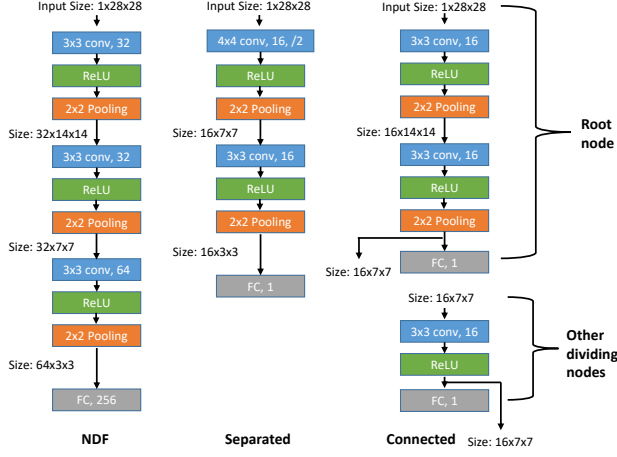 Input Size: 1x28x28
3x3 conv, 32
ReLU
2x2 Pooling
Size: 32x14x14
3x3 conv, 32
ReLU
2x2 Pooling
Size: 32x7x7
3x3 conv, 64
ReLU
2x2 Pooling
Size: 64x3x3
FC, 256
NDF
Input Size: 1x28x28
4x4 conv, 16, /2
ReLU
2x2 Pooling
Size: 16x7x7
3x3 conv, 16
ReLU
2x2 Pooling
Size: 16x3x3
FC, 1
Separated
Input Size: 1x28x28
3x3 conv, 16
ReLU
2x2 Pooling
Size: 16x14x14
3x3 conv, 16
ReLU
2x2 Pooling
Size: 16x7x7
FC, 1
Root
node
Size: 16x7x7
3x3 conv, 16
ReLU
FC, 1
Size: 16x7x7
Other
dividing
nodes
Connected